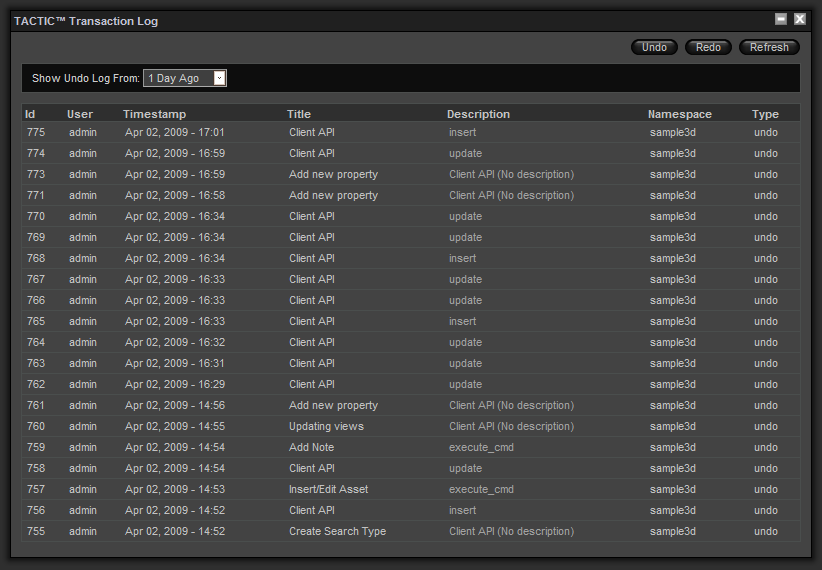 TACTIC™ Transaction Log
Undo Redo Refresh
Show Undo Log From: 1 Day Ago
Id User Timestamp Title Description Namespace Type
775 admin Apr 02, 2009 - 17:01 Client API insert sample3d undo
774 admin Apr 02, 2009 - 16:59 Client API update sample3d undo
773 admin Apr 02, 2009 - 16:59 Add new property Client API (No description) sample3d undo
771 admin Apr 02, 2009 - 16:58 Add new property Client API (No description) sample3d undo
770 admin Apr 02, 2009 - 16:34 Client API update sample3d undo
769 admin Apr 02, 2009 - 16:34 Client API update sample3d undo
768 admin Apr 02, 2009 - 16:34 Client API insert sample3d undo
767 admin Apr 02, 2009 - 16:33 Client API update sample3d undo
766 admin Apr 02, 2009 - 16:33 Client API update sample3d undo
765 admin Apr 02, 2009 - 16:33 Client API insert sample3d undo
764 admin Apr 02, 2009 - 16:32 Client API update sample3d undo
763 admin Apr 02, 2009 - 16:31 Client API update sample3d undo
762 admin Apr 02, 2009 - 16:29 Client API update sample3d undo
761 admin Apr 02, 2009 - 14:56 Add new property Client API (No description) sample3d undo
760 admin Apr 02, 2009 - 14:55 Updating views Client API (No description) sample3d undo
759 admin Apr 02, 2009 - 14:54 Add Note execute_cmd sample3d undo
758 admin Apr 02, 2009 - 14:54 Client API update sample3d undo
757 admin Apr 02, 2009 - 14:53 Insert/Edit Asset execute_cmd sample3d undo
756 admin Apr 02, 2009 - 14:52 Client API insert sample3d undo
755 admin Apr 02, 2009 - 14:52 Create Search Type Client API (No description) sample3d undo